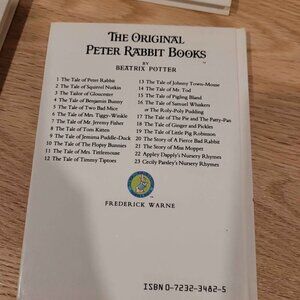 THE ORIGINAL
PETER RABBIT BOOKS
BY
BEATRIX POTTER
1 The Tale of Peter Rabbit
2 The Tale of Squirrel Nutkin
3 The Tailor of Gloucester
4 The Tale of Benjamin Bunny
5 The Tale of Two Bad Mice
6 The Tale of Mrs. Tiggy-Winkle
7 The Tale of Mr. Jeremy Fisher
8 The Tale of Tom Kitten
9 The Tale of Jemima Puddle-Duck
10 The Tale of The Flopsy Bunnies
11 The Tale of Mrs. Tittlemouse
12 The Tale of Timmy Tiptoes
13 The Tale of Johnny Town-Mouse
14 The Tale of Mr. Tod
15 The Tale of Pigling Bland
16 The Tale of Samuel Whiskers
or The Roly-Poly Pudding
17 The Tale of The Pie and The Patty-Pan
18 The Tale of Ginger and Pickles
19 The Tale of Little Pig Robinson
20 The Story of A Fierce Bad Rabbit
21 The Story of Miss Moppet
22 Appley Dapply's Nursery Rhymes
23 Cecily Parsley's Nursery Rhymes
FREDERICK WARNE
ISBN 0-7232-3482-5